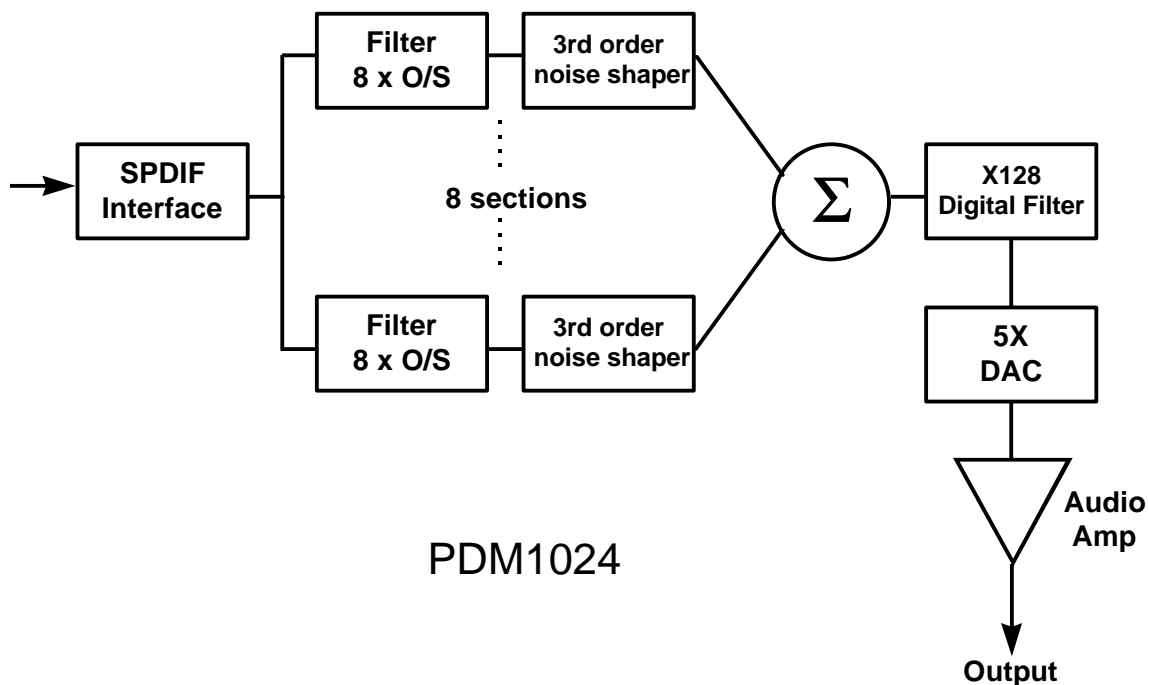 Filter
8 x O/S
3rd order
noise shaper
SPDIF
Interface
8 sections
Σ
X128
Digital Filter
Filter
8 x O/S
3rd order
noise shaper
5X
DAC
Audio
Amp
PDM1024
Output